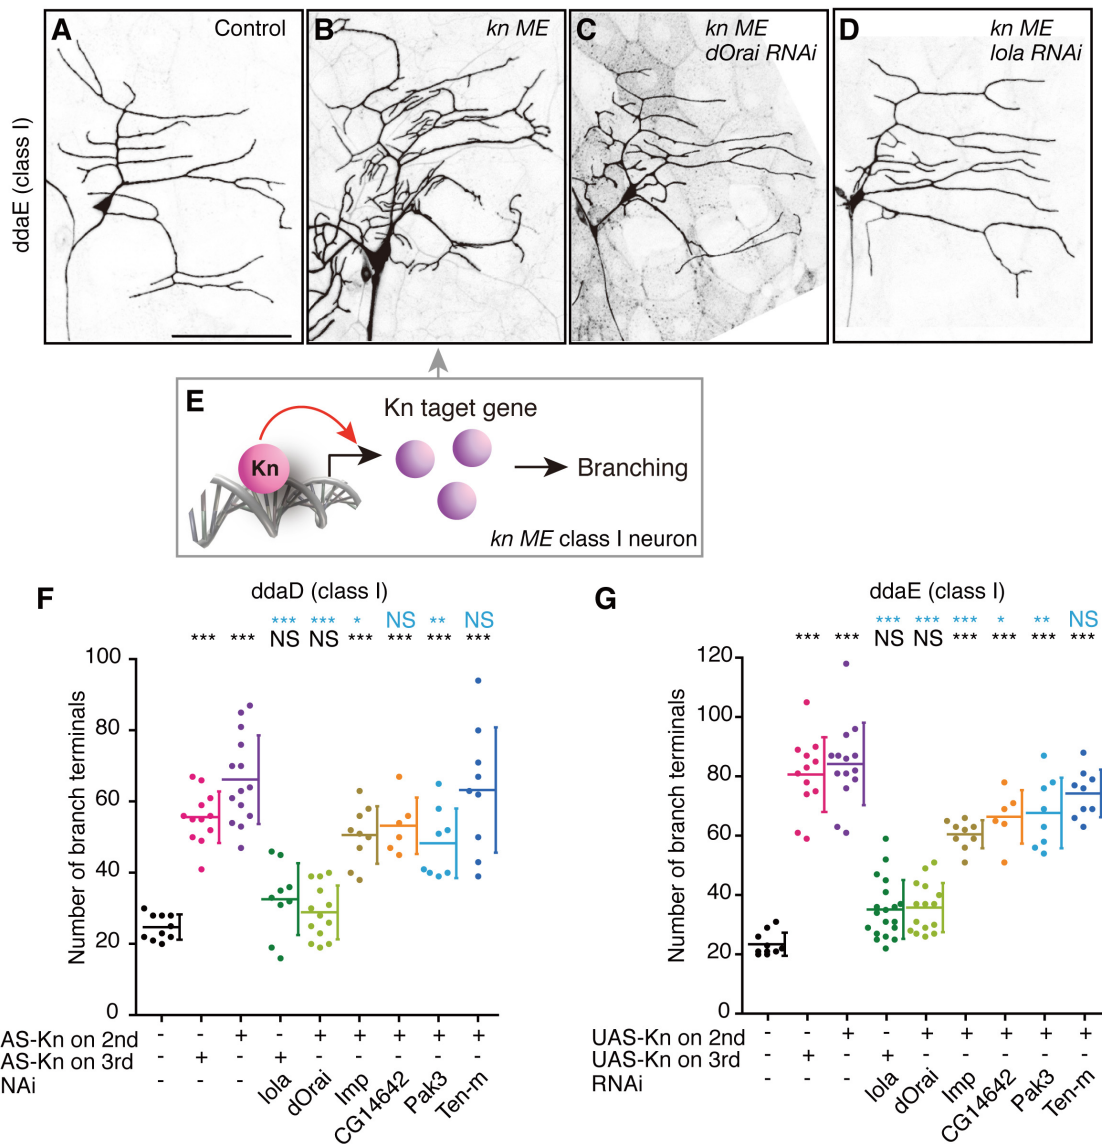 A Control
B kn ME
C kn ME
dOrai RNAi
D kn ME
lola RNAi
ddaE (class I)
E Kn taget gene
Kn
Branching
kn ME class I neuron
F ddaD (class I)
*** *** * NS ** NS
*** *** NS NS *** *** *** ***
Number of branch terminals
100
80
60
40
20
0
AS-Kn on 2nd - - + - + + + + +
AS-Kn on 3rd - + - + - - - - -
NAi - - - lola dOrai Imp CG14642 Pak3 Ten-m
G ddaE (class I)
*** *** *** * ** NS
*** *** NS NS *** *** *** ***
Number of branch terminals
120
100
80
60
40
20
0
UAS-Kn on 2nd - - + - + + + + +
UAS-Kn on 3rd - + - + - - - - -
RNAi - - - lola dOrai Imp CG14642 Pak3 Ten-m